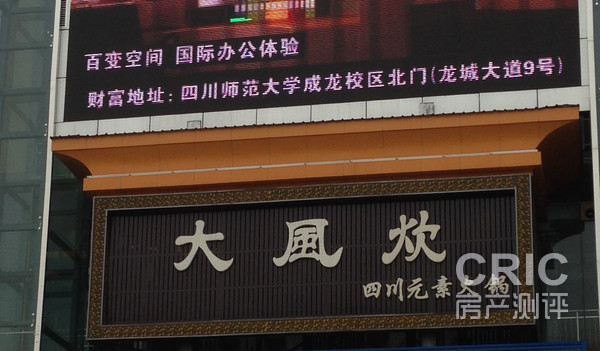 百变空间 国际办公体验
财富地址：四川师范大学成龙校区北门(龙城大道9号)
大風炊
四川元素火锅
CRIC
房产测评